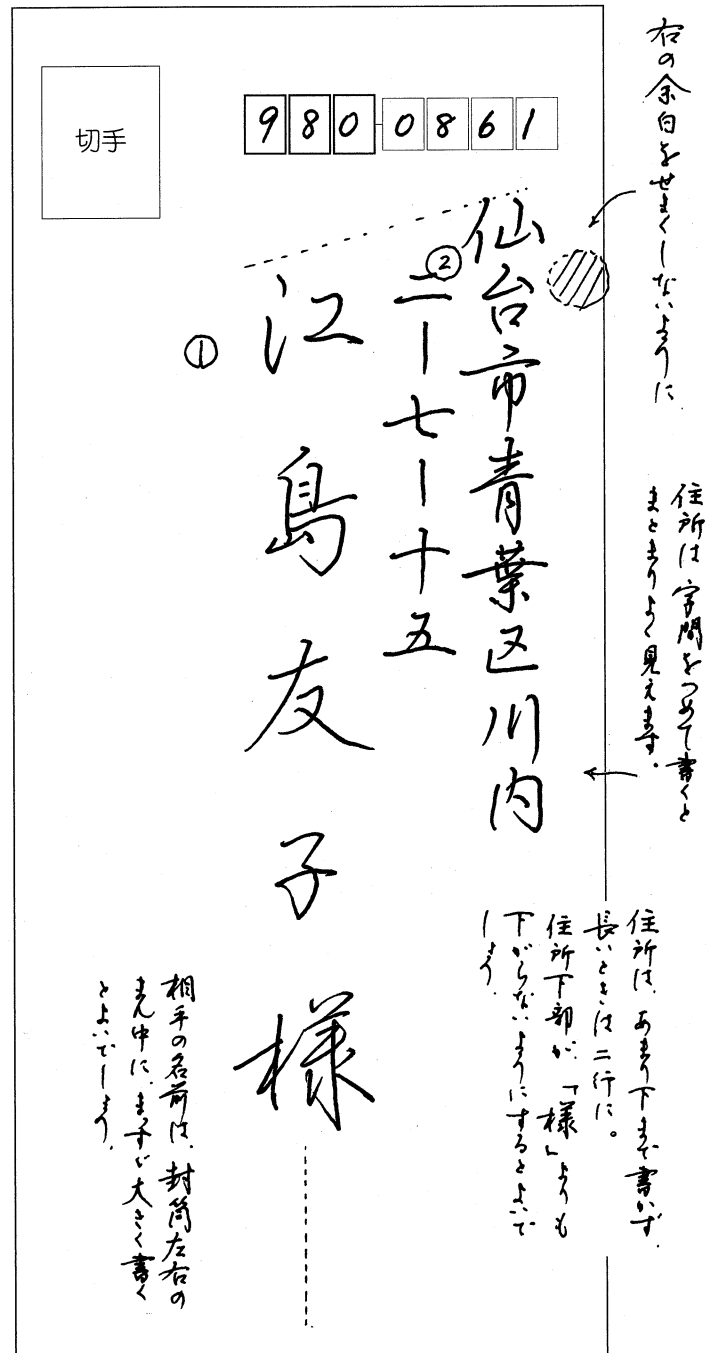 切手
980-0861
右の余白をせまくしないように
仙台市青葉区川内
②
二ー七ー十五
江島友子様
①
住所は字間をつめて書くと
まとまりよく見えます。
住所は、あまり下まで書かず、
長いときは二行に。
住所下部が、「様」よりも
下がらないようにするとよいで
しょう。
相手の名前は、封筒左右の
まん中に、まっすぐ大きく書く
とよいでしょう。